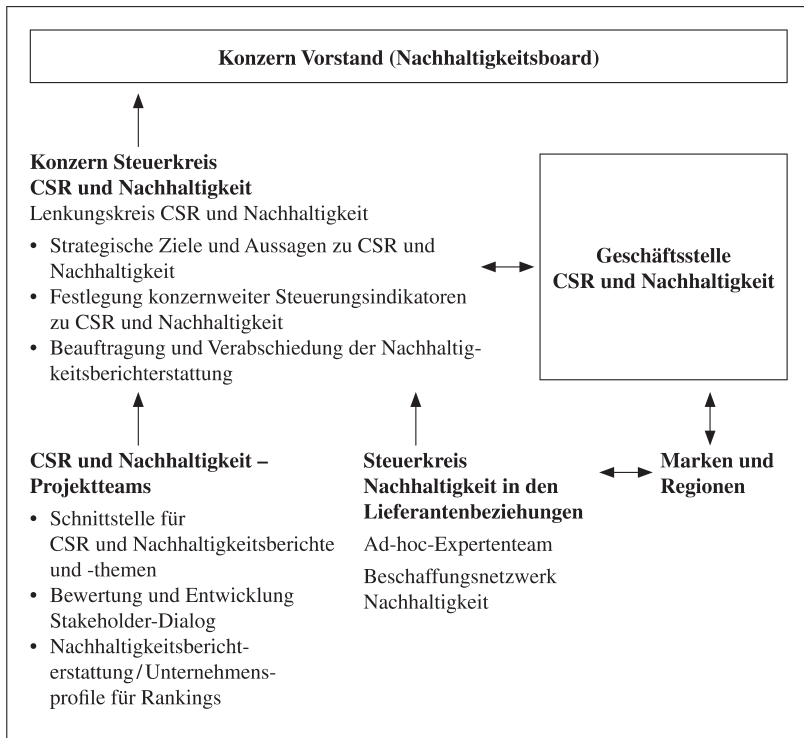 Konzern Vorstand (Nachhaltigkeitsboard)
Konzern Steuerkreis
CSR und Nachhaltigkeit
Lenkungskreis CSR und Nachhaltigkeit
• Strategische Ziele und Aussagen zu CSR und
Nachhaltigkeit
• Festlegung konzernweiter Steuerungsindikatoren
zu CSR und Nachhaltigkeit
• Beauftragung und Verabschiedung der Nachhaltig-
keitsberichterstattung
Geschäftsstelle
CSR und Nachhaltigkeit
CSR und Nachhaltigkeit –
Projektteams
• Schnittstelle für
CSR und Nachhaltigkeitsberichte
und -themen
• Bewertung und Entwicklung
Stakeholder-Dialog
• Nachhaltigkeitsbericht-
erstattung/Unternehmens-
profile für Rankings
Steuerkreis
Nachhaltigkeit in den
Lieferantenbeziehungen
Ad-hoc-Expertenteam
Beschaffungsnetzwerk
Nachhaltigkeit
Marken und
Regionen